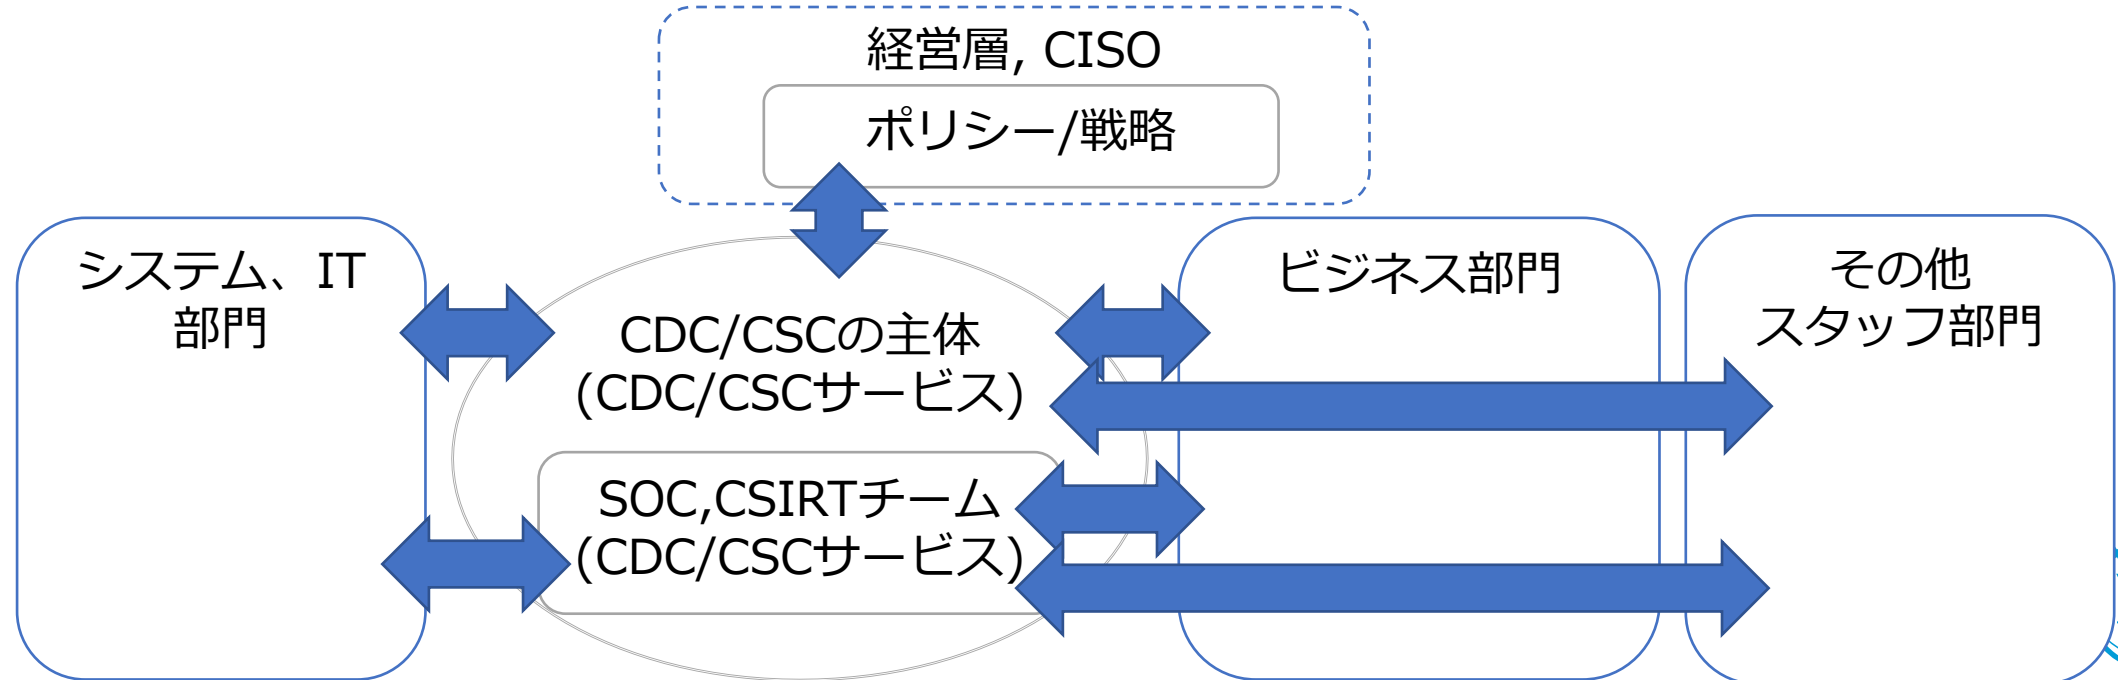 経営層, CISO
ポリシー/戦略
システム、IT
部門
CDC/CSCの主体
(CDC/CSCサービス)
SOC,CSIRTチーム
(CDC/CSCサービス)
ビジネス部門
その他
スタッフ部門